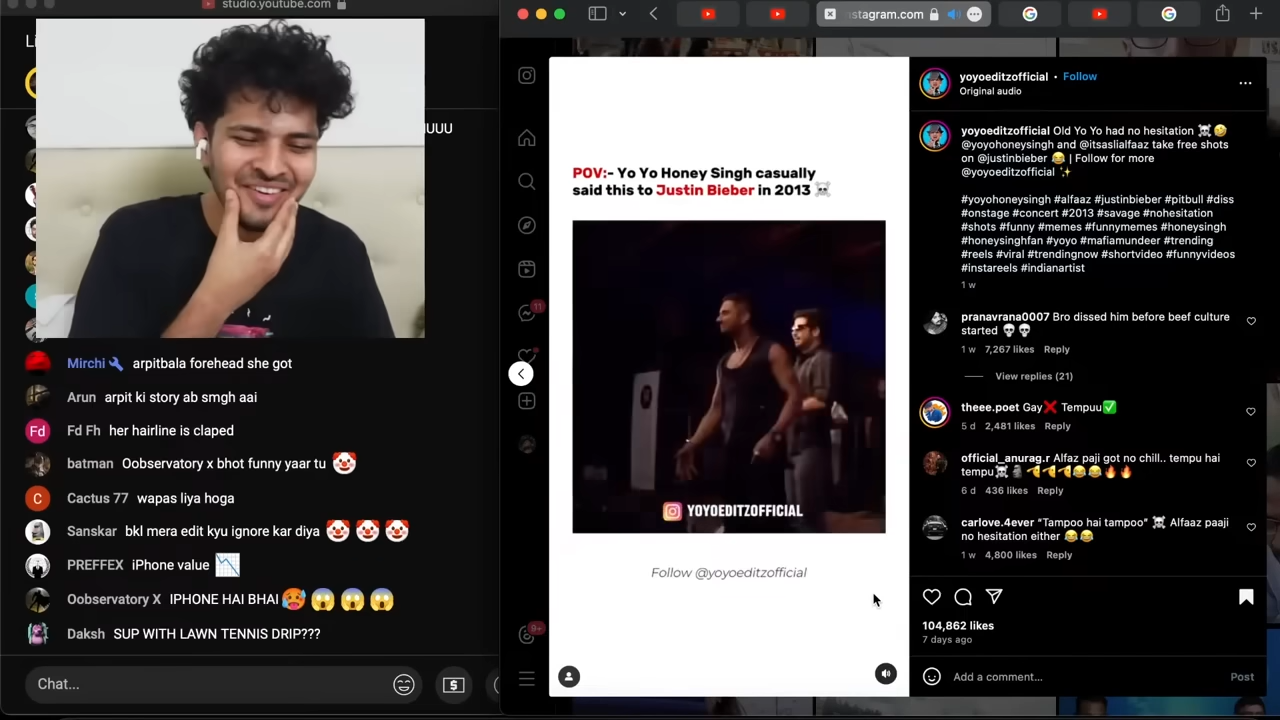 studio.youtube.com
Li
UUU
Mirchi arpitbala forehead she got
Arun arpit ki story ab smgh aai
Fd Fd Fh her hairline is claped
batman Oobservatory x bhot funny yaar tu 🤡
C Cactus 77 wapas liya hoga
Sanskar bkl mera edit kyu ignore kar diya 🤡 🤡 🤡
PREFFEX iPhone value 📉
Oobservatory X IPHONE HAI BHAI 🥵 😱 😱 😱
Daksh SUP WITH LAWN TENNIS DRIP???
Chat...
stagram.com
11
9+
POV:- Yo Yo Honey Singh casually
said this to Justin Bieber in 2013 ☠️
YOYOEDITZOFFICIAL
Follow @yoyoeditzofficial
yoyoeditzofficial • Follow
Original audio
yoyoeditzofficial Old Yo Yo had no hesitation ☠️ 🤣
@yoyohoneysingh and @itsaslialfaaz take free shots
on @justinbieber 😂 | Follow for more
@yoyoeditzofficial ✨
#yoyohoneysingh #alfaaz #justinbieber #pitbull #diss
#onstage #concert #2013 #savage #nohesitation
#shots #funny #memes #funnymemes #honeysingh
#honeysinghfan #yoyo #mafiamundeer #trending
#reels #viral #trendingnow #shortvideo #funnyvideos
#instareels #indianartist
1 w
pranavrana0007 Bro dissed him before beef culture
started 💀 💀
1 w 7,267 likes Reply
View replies (21)
theee.poet Gay❌ Tempuu✅
5 d 2,481 likes Reply
official_anurag.r Alfaz paji got no chill.. tempu hai
tempu☠️🗿🤜🤜🤜😂😂🔥🔥
6 d 436 likes Reply
carlove.4ever “Tampoo hai tampoo” ☠️ Alfaaz paaji
no hesitation either 😂😂
1 w 4,800 likes Reply
104,862 likes
7 days ago
Add a comment...
Post